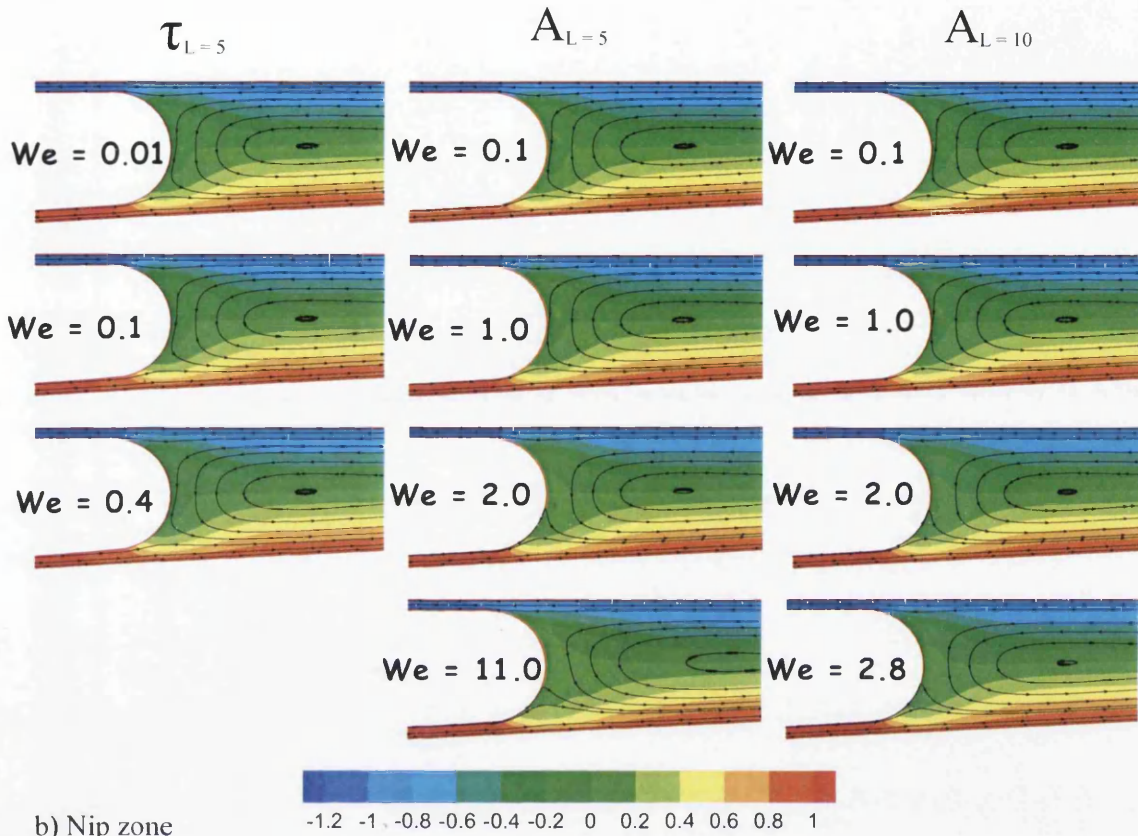 τL = 5 AL = 5 AL = 10
We = 0.01 We = 0.1 We = 0.1
We = 0.1 We = 1.0 We = 1.0
We = 0.4 We = 2.0 We = 2.0
We = 11.0 We = 2.8
-1.2 -1 -0.8 -0.6 -0.4 -0.2 0 0.2 0.4 0.6 0.8 1
b) Nip zone